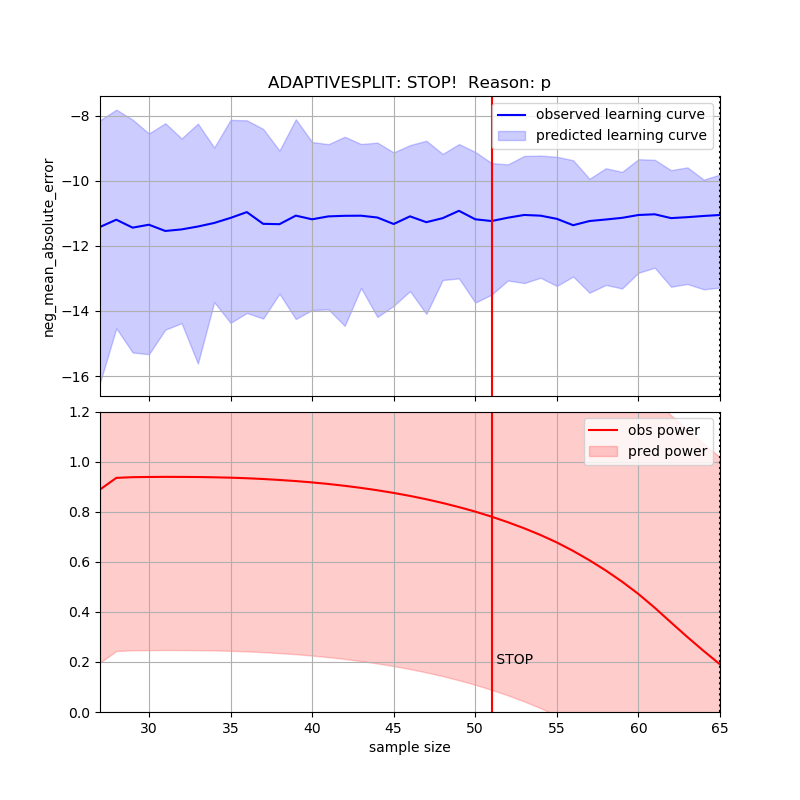 ADAPTIVESPLIT: STOP!  Reason: p
observed learning curve
predicted learning curve
−8
−10
−12
−14
−16
neg_mean_absolute_error
obs power
pred power
1.2
1.0
0.8
0.6
0.4
0.2
0.0
STOP
30
35
40
45
50
55
60
65
sample size